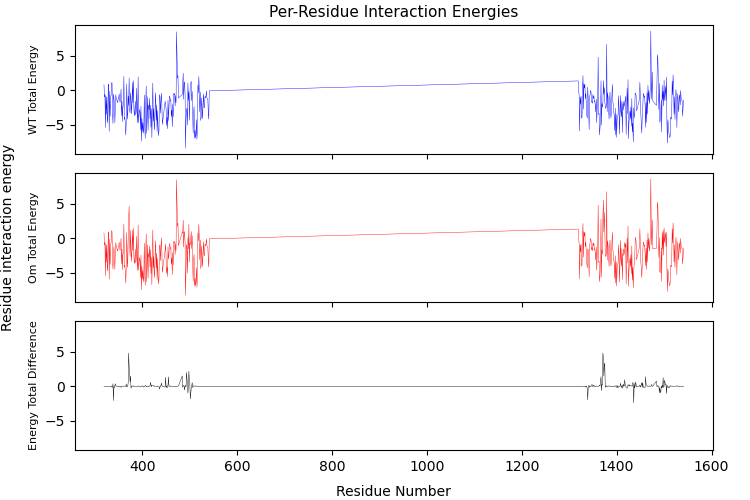 Per-Residue Interaction Energies
Residue interaction energy
WT Total Energy
5
0
−5
Om Total Energy
5
0
−5
Energy Total Difference
5
0
−5
400 600 800 1000 1200 1400 1600
Residue Number